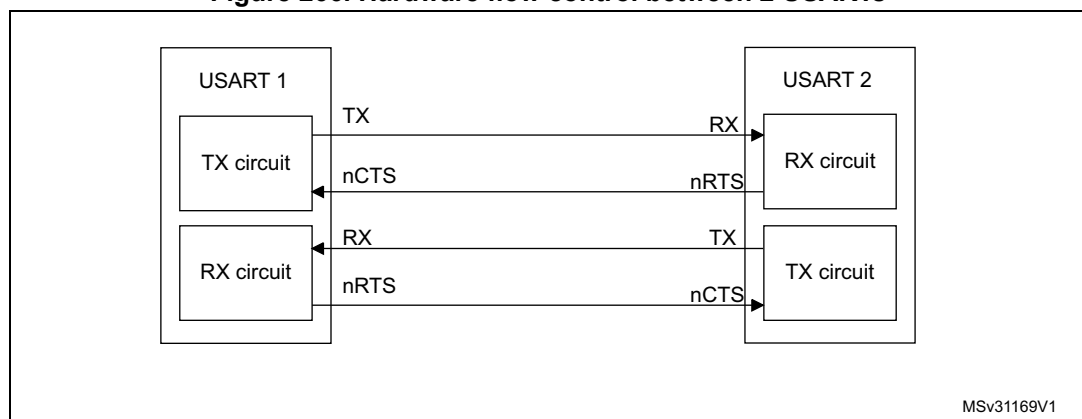 Figure Hardware flow control between 2 USARTs
USART 1
USART 2
TX
RX
TX circuit
RX circuit
nCTS
nRTS
RX
TX
RX circuit
TX circuit
nRTS
nCTS
MSv31169V1